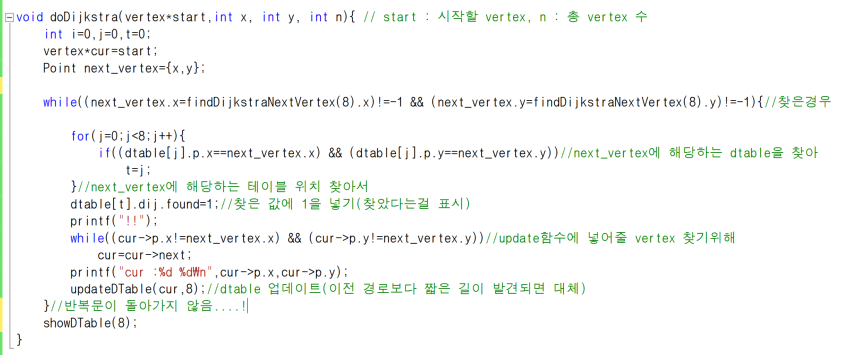 void doDijkstra(vertex*start,int x, int y, int n){ // start : 시작할 vertex, n : 총 vertex 수
int i=0,j=0,t=0;
vertex*cur=start;
Point next_vertex={x,y};
while((next_vertex.x=findDijkstraNextVertex(8).x)!=-1 && (next_vertex.y=findDijkstraNextVertex(8).y)!=-1){//찾은경우
for(j=0;j<8;j++){
if((dtable[j].p.x==next_vertex.x) && (dtable[j].p.y==next_vertex.y))//next_vertex에 해당하는 dtable을 찾아
t=j;
}//next_vertex에 해당하는 테이블 위치 찾아서
dtable[t].dij.found=1;//찾은 값에 1을 넣기(찾았다는걸 표시)
printf("!!");
while((cur->p.x!=next_vertex.x) && (cur->p.y!=next_vertex.y))//update함수에 넣어줄 vertex 찾기위해
cur=cur->next;
printf("cur :%d %d₩n",cur->p.x,cur->p.y);
updateDTable(cur,8);//dtable 업데이트(이전 경로보다 짧은 길이 발견되면 대체)
}//반복문이 돌아가지 않음....!
showDTable(8);
}